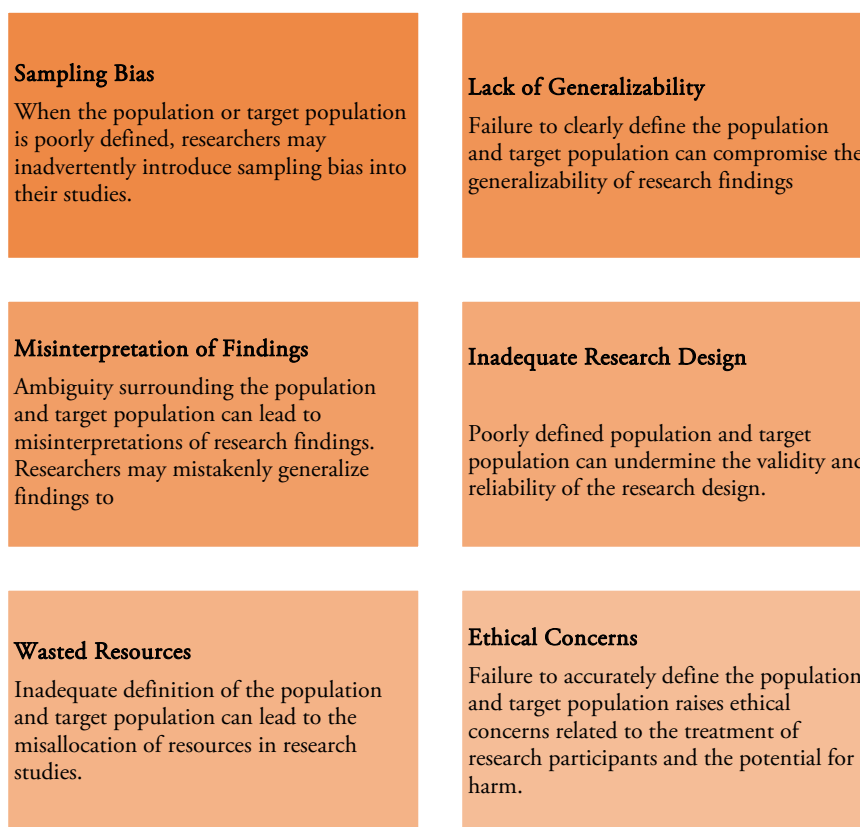 Sampling Bias
When the population or target population
is poorly defined, researchers may
inadvertently introduce sampling bias into
their studies.
Lack of Generalizability
Failure to clearly define the population
and target population can compromise the
generalizability of research findings
Misinterpretation of Findings
Ambiguity surrounding the population
and target population can lead to
misinterpretations of research findings.
Researchers may mistakenly generalize
findings to
Inadequate Research Design
Poorly defined population and target
population can undermine the validity and
reliability of the research design.
Wasted Resources
Inadequate definition of the population
and target population can lead to the
misallocation of resources in research
studies.
Ethical Concerns
Failure to accurately define the population
and target population raises ethical
concerns related to the treatment of
research participants and the potential for
harm.